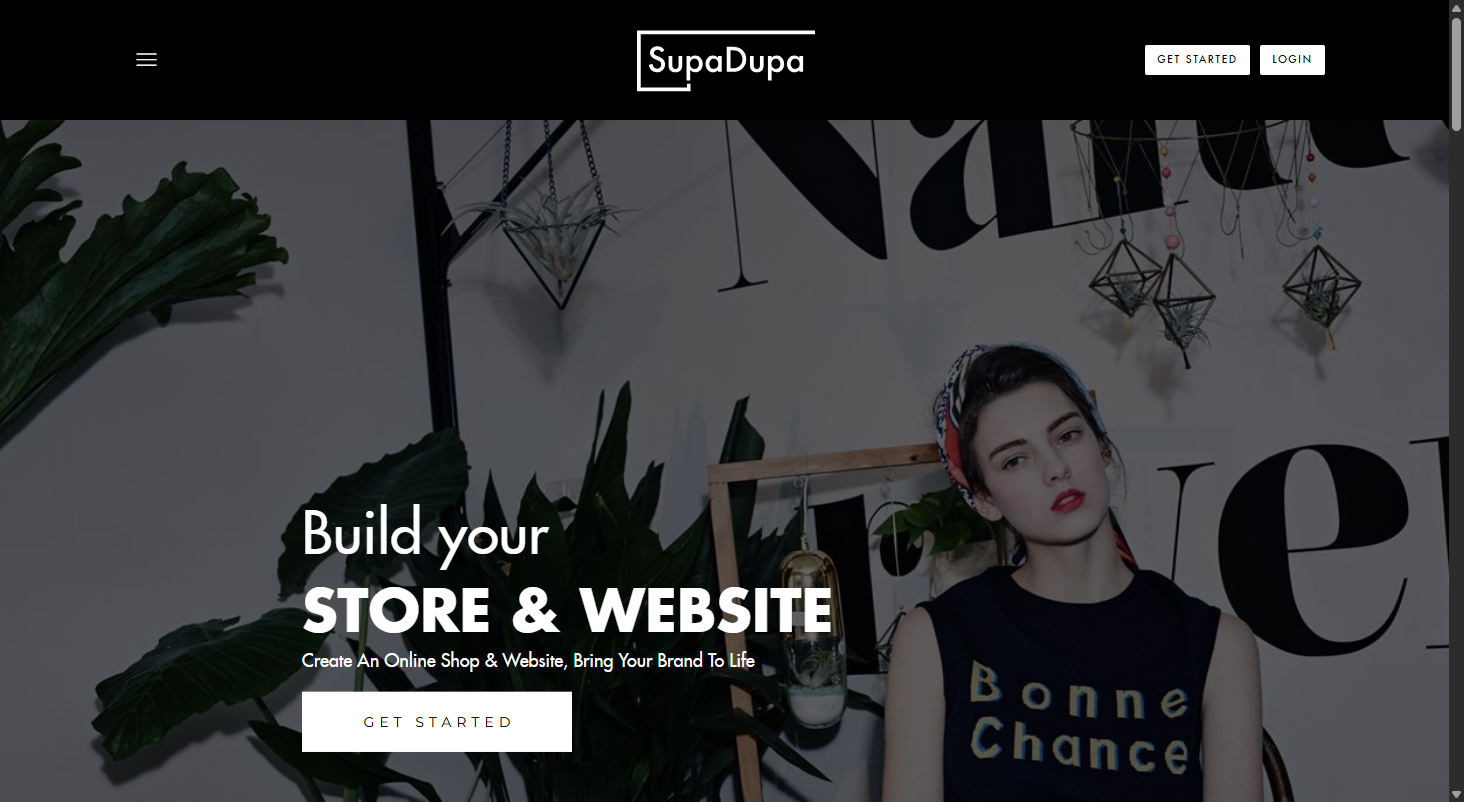 SupaDupa
GET STARTED
LOGIN
Build your
STORE & WEBSITE
Create An Online Shop & Website, Bring Your Brand To Life
GET STARTED
Bonne
Chance